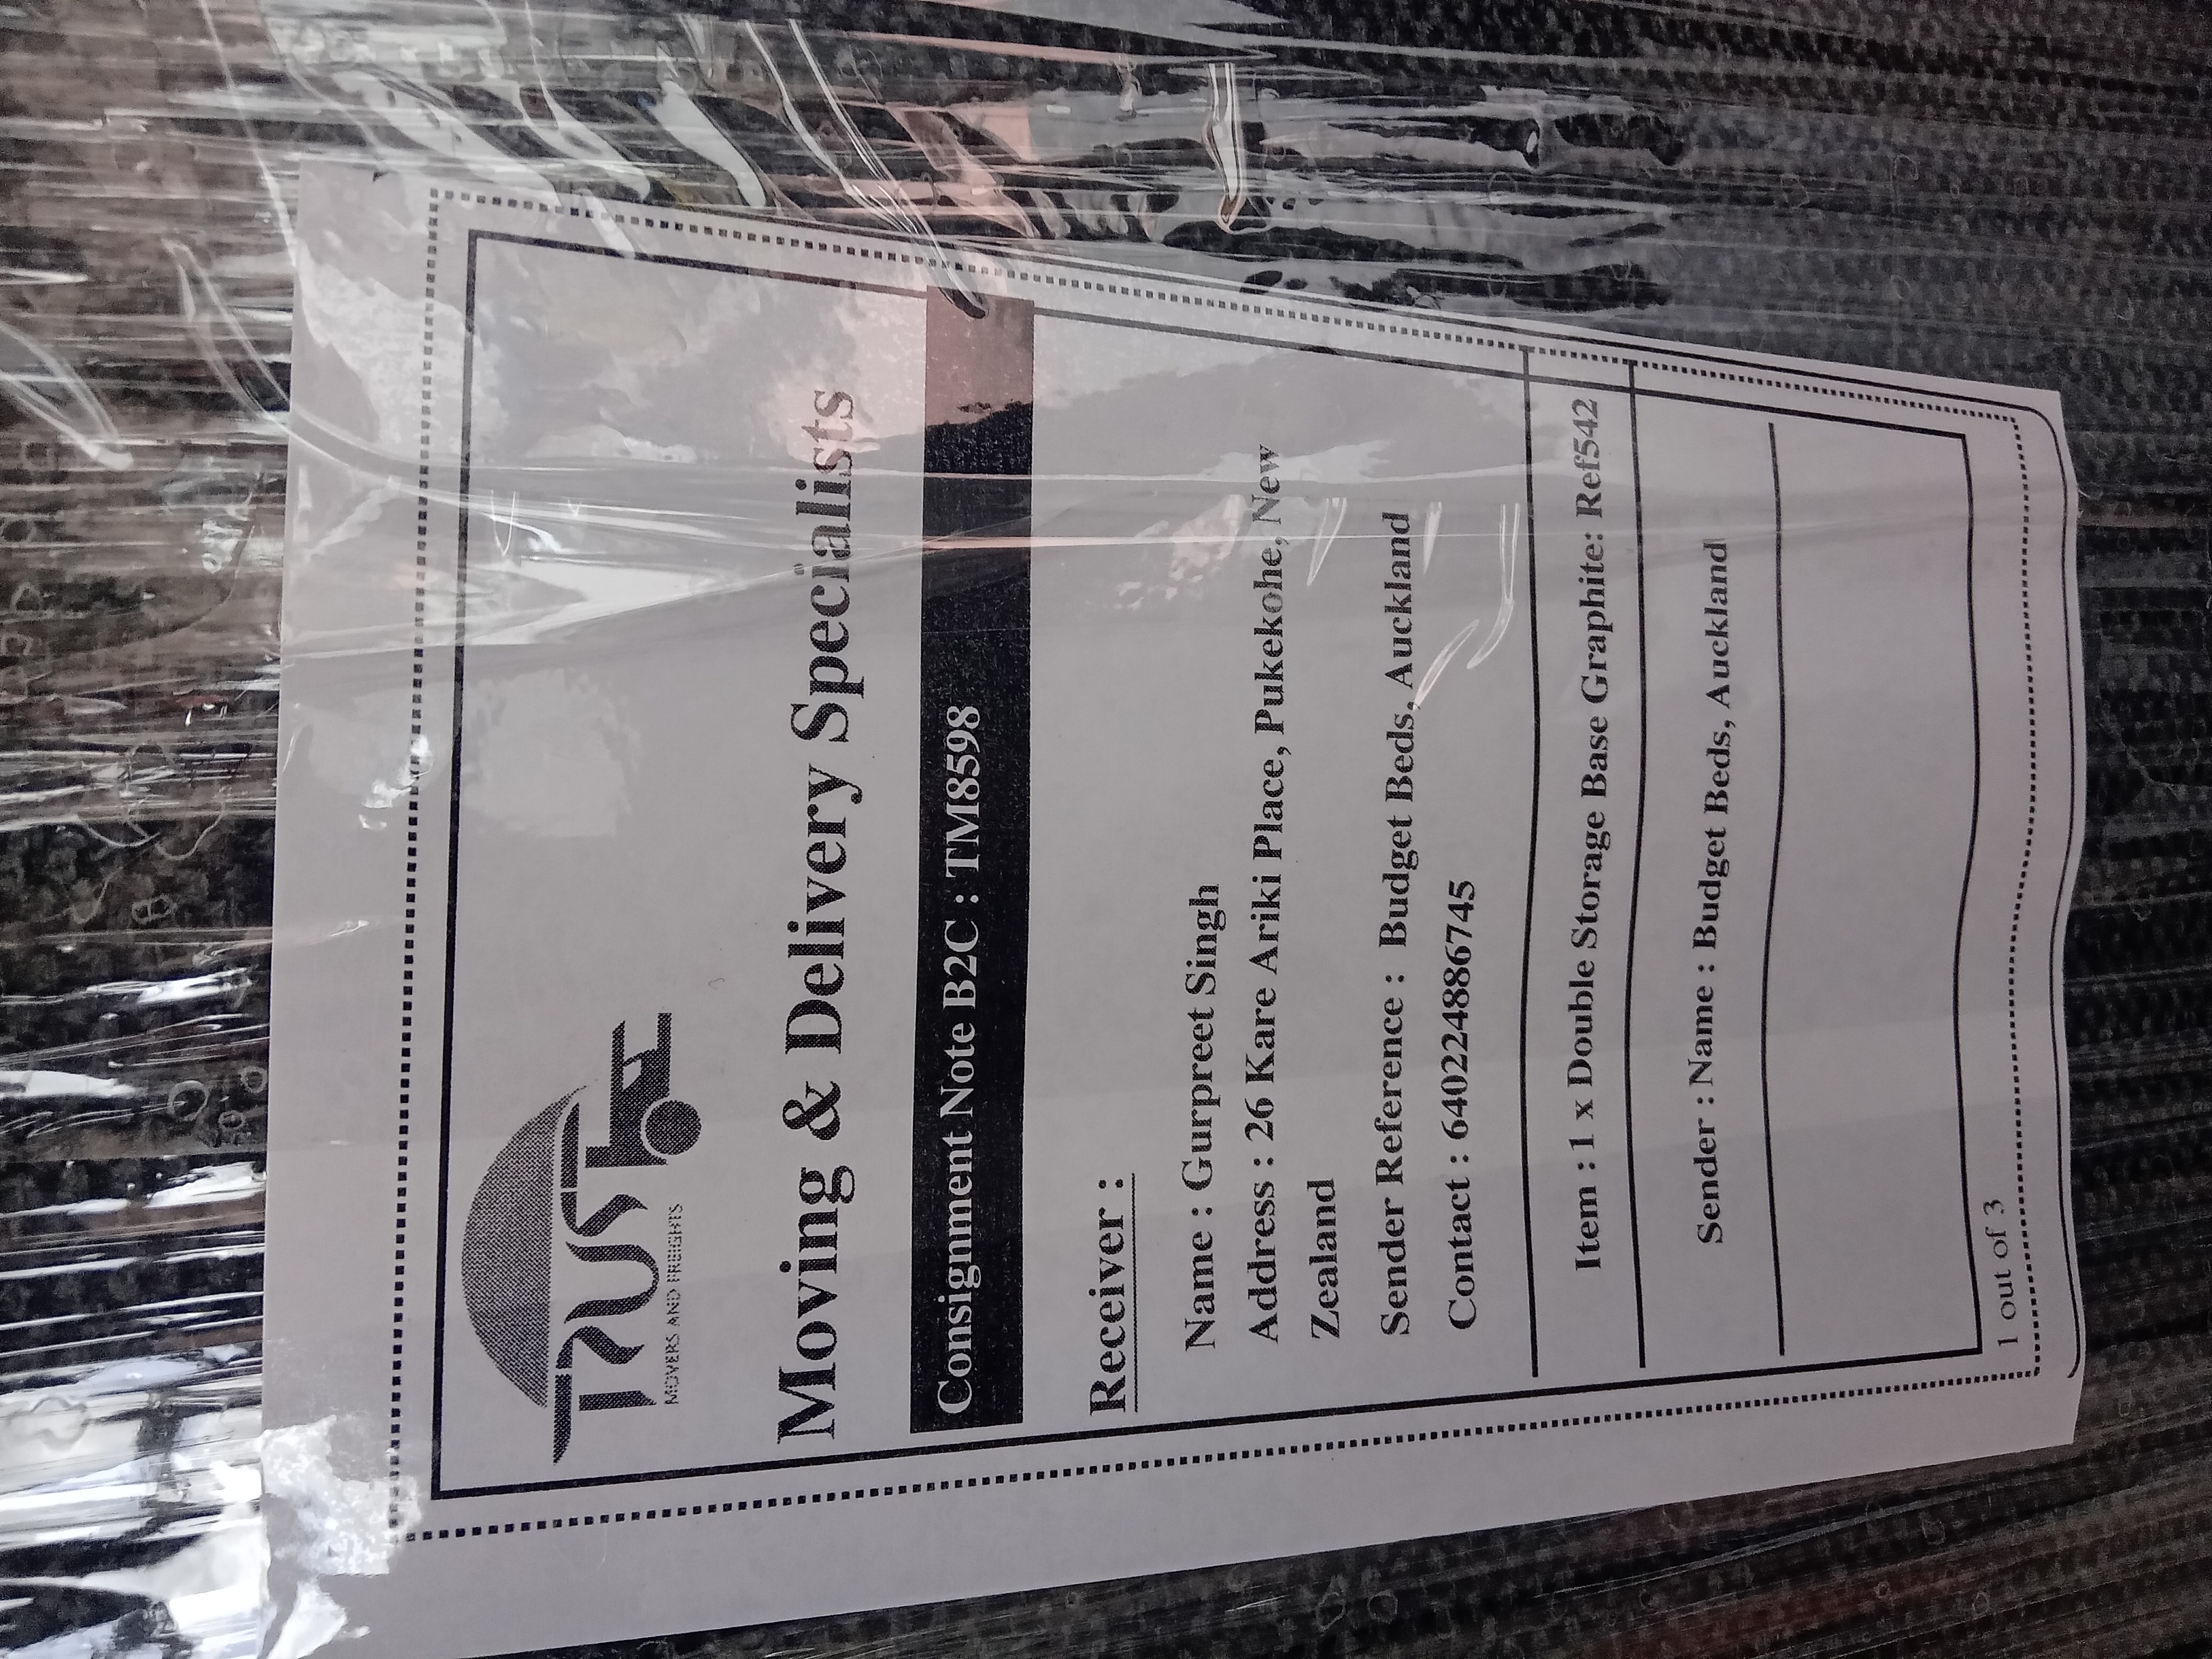 TRUST
MOVERS AND FREIGHTS
Moving & Delivery Specialists
Consignment Note B2C : TM8598
Receiver :
Name : Gurpreet Singh
Address : 26 Kare Ariki Place, Pukekohe, New
Zealand
Sender Reference : Budget Beds, Auckland
Contact : 6402248867​45
Item : 1 x Double Storage Base Graphite: Ref542
Sender : Name : Budget Beds, Auckland
1 out of 3